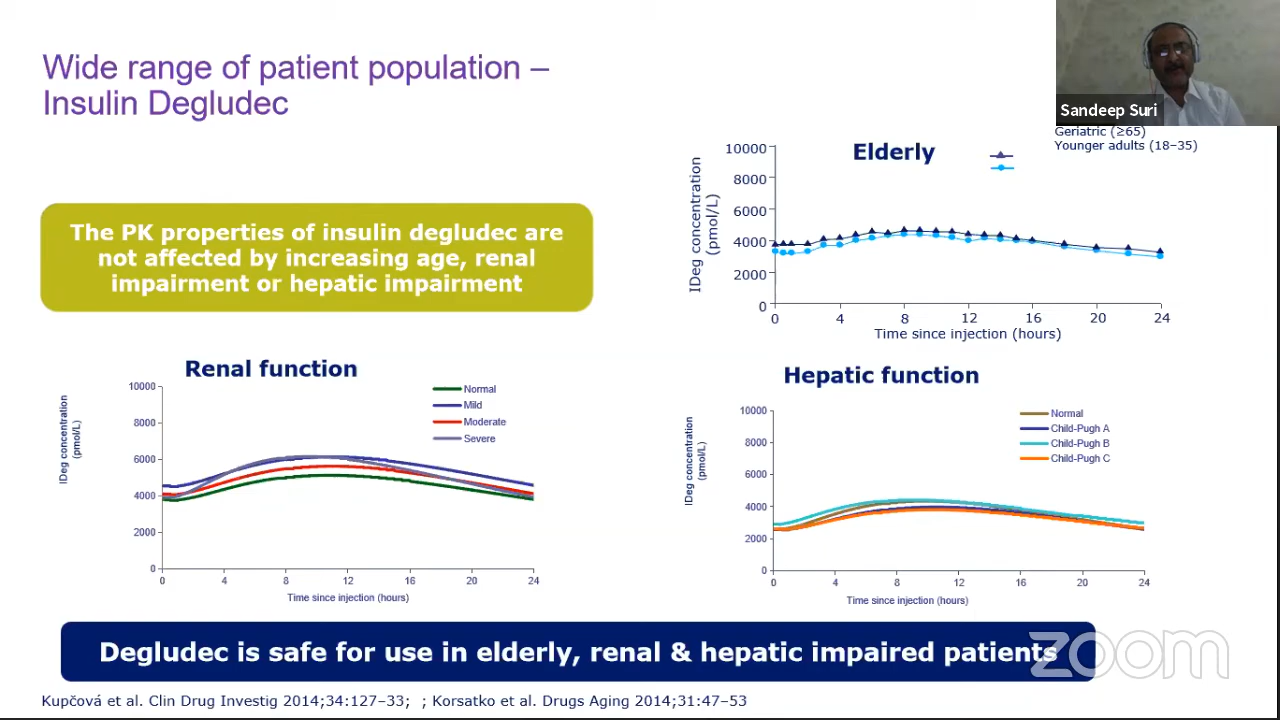 Wide range of patient population –
Insulin Degludec
Sandeep Suri
The PK properties of insulin degludec are
not affected by increasing age, renal
impairment or hepatic impairment
Elderly
Geriatric (≥65)
Younger adults (18–35)
IDeg concentration
(pmol/L)
10000
8000
6000
4000
2000
0
0 4 8 12 16 20 24
Time since injection (hours)
Renal function
Normal
Mild
Moderate
Severe
IDeg concentration
(pmol/L)
10000
8000
6000
4000
2000
0
0 4 8 12 16 20 24
Time since injection (hours)
Hepatic function
Normal
Child-Pugh A
Child-Pugh B
Child-Pugh C
IDeg concentration
(pmol/L)
10000
8000
6000
4000
2000
0
0 4 8 12 16 20 24
Time since injection (hours)
Degludec is safe for use in elderly, renal & hepatic impaired patients
zoom
Kupčová et al. Clin Drug Investig 2014;34:127–33; ; Korsatko et al. Drugs Aging 2014;31:47–53